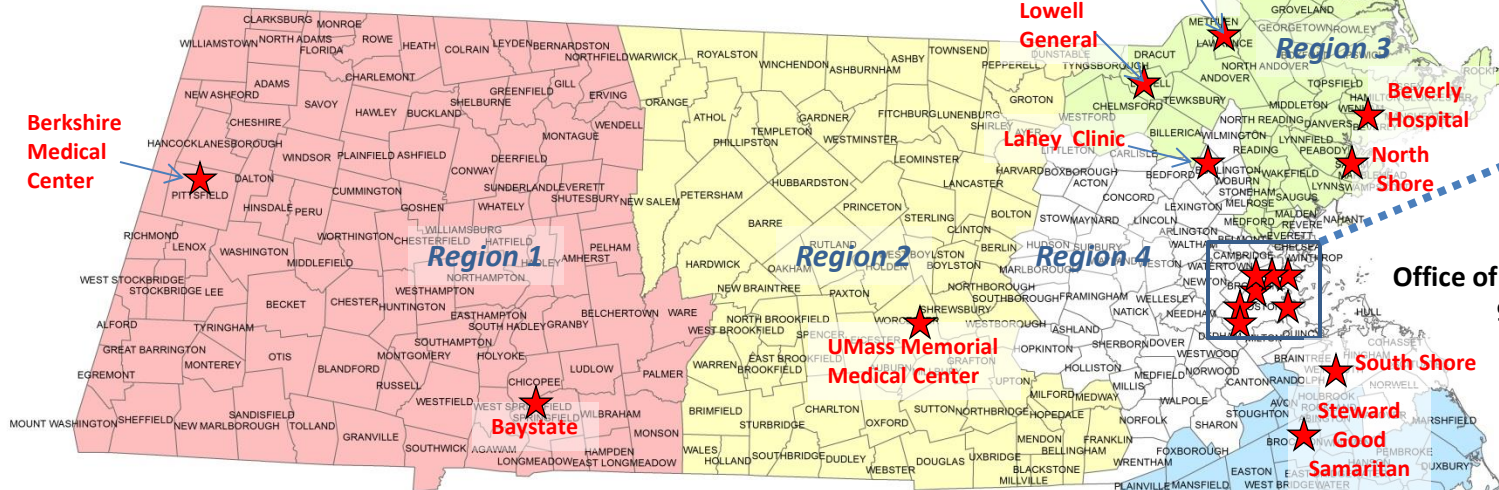 Lowell
General
Region 3
Beverly
Hospital
North
Shore
Lahey Clinic
Berkshire
Medical
Center
Region 1
Region 2
Region 4
Office of
UMass Memorial
Medical Center
Baystate
South Shore
Steward
Good
Samaritan
CLARKSBURG
MONROE
WILLIAMSTOWN
NORTH ADAMS
FLORIDA
ROWE
HEATH
COLRAIN
LEYDEN
BERNARDSTON
NORTHFIELD
WARWICK
ROYALSTON
WINCHENDON
ASHBURNHAM
ASHBY
TOWNSEND
PEPPERELL
DUNSTABLE
TYNGSBOROUGH
DRACUT
METHUEN
GROVELAND
NORTH ANDOVER
ANDOVER
ADAMS
NEW ASHFORD
SAVOY
CHARLEMONT
HAWLEY
BUCKLAND
SHELBURNE
GREENFIELD
GILL
ERVING
ORANGE
ATHOL
PHILLIPSTON
TEMPLETON
GARDNER
WESTMINSTER
FITCHBURG
LUNENBURG
SHIRLEY
GROTON
WESTFORD
CHELMSFORD
TEWKSBURY
BILLERICA
WILMINGTON
NORTH READING
MIDDLETON
TOPSFIELD
DANVERS
PEABODY
LYNNFIELD
READING
WAKEFIELD
CHESHIRE
HANCOCK
LANESBOROUGH
WINDSOR
PLAINFIELD
ASHFIELD
CONWAY
DEERFIELD
MONTAGUE
WENDELL
LEOMINSTER
HUBBARDSTON
LANCASTER
HARVARD
BOXBOROUGH
LITTLETON
CARLISLE
ACTON
BEDFORD
WOBURN
STONEHAM
MELROSE
SAUGUS
LYNN
NAHANT
MALDEN
REVERE
MEDFORD
EVERETT
PITTSFIELD
DALTON
HINSDALE
PERU
CUMMINGTON
GOSHEN
WHATELY
SUNDERLAND
LEVERETT
SHUTESBURY
NEW SALEM
PETERSHAM
BARRE
PRINCETON
STERLING
CLINTON
BOLTON
BERLIN
STOW
MAYNARD
CONCORD
LINCOLN
LEXINGTON
ARLINGTON
WALTHAM
BELMONT
CHELSEA
CAMBRIDGE
WINTHROP
WATERTOWN
NEWTON
RICHMOND
LENOX
WASHINGTON
MIDDLEFIELD
WORTHINGTON
CHESTERFIELD
WILLIAMSBURG
HATFIELD
NORTHAMPTON
PELHAM
AMHERST
HARDWICK
NEW BRAINTREE
OAKHAM
RUTLAND
HOLDEN
PAXTON
BOYLSTON
NORTHBOROUGH
SHREWSBURY
WESTBOROUGH
SOUTHBOROUGH
MARLBOROUGH
HUDSON
SUDBURY
FRAMINGHAM
WELLESLEY
NATICK
NEEDHAM
WEST STOCKBRIDGE
STOCKBRIDGE
LEE
BECKET
CHESTER
HUNTINGTON
WESTHAMPTON
EASTHAMPTON
SOUTHAMPTON
SOUTH HADLEY
GRANBY
BELCHERTOWN
WARE
WEST BROOKFIELD
NORTH BROOKFIELD
SPENCER
EAST BROOKFIELD
BROOKFIELD
WARREN
ALFORD
GREAT BARRINGTON
EGREMONT
TYRINGHAM
MONTEREY
OTIS
BLANDFORD
MONTGOMERY
RUSSELL
HOLYOKE
CHICOPEE
LUDLOW
PALMER
GRAFTON
UPTON
HOPKINTON
ASHLAND
HOLLISTON
SHERBORN
DOVER
WESTWOOD
NORWOOD
MEDFIELD
MILLIS
WALPOLE
CANTON
HULL
COHASSET
HINGHAM
NORWELL
HOLBROOK
AVON
STOUGHTON
SHARON
MOUNT WASHINGTON
SHEFFIELD
NEW MARLBOROUGH
SANDISFIELD
TOLLAND
GRANVILLE
WESTFIELD
SOUTHWICK
AGAWAM
WEST SPRINGFIELD
WILBRAHAM
HAMPDEN
LONGMEADOW
EAST LONGMEADOW
MONSON
WALES
BRIMFIELD
HOLLAND
STURBRIDGE
SOUTHBRIDGE
CHARLTON
DUDLEY
OXFORD
WEBSTER
SUTTON
DOUGLAS
NORTHBRIDGE
UXBRIDGE
MILFORD
HOPEDALE
MENDON
MEDWAY
BELLINGHAM
BLACKSTONE
MILLVILLE
FRANKLIN
NORFOLK
WRENTHAM
FOXBOROUGH
PLAINVILLE
MANSFIELD
EASTON
PEMBROKE
DUXBURY
MARSHFIELD